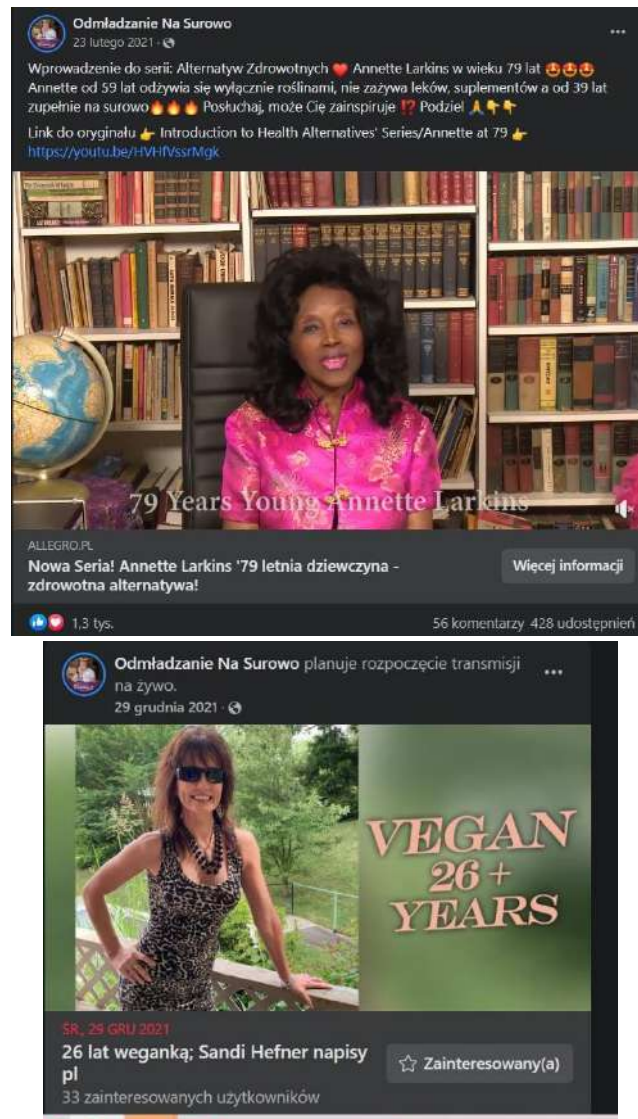 Odmładzanie Na Surowo
23 lutego 2021 ·
Wprowadzenie do serii: Alternatyw Zdrowotnych ❤️ Annette Larkins w wieku 79 lat 🤩🤩🤩
Annette od 59 lat odżywia się wyłącznie roślinami, nie zażywa leków, suplementów a od 39 lat
zupełnie na surowo🔥🔥🔥 Posłuchaj, może Cię zainspiruje ⁉️ Podziel 🙏👇👇
Link do oryginału 👉 Introduction to Health Alternatives' Series/Annette at 79 👉
https://youtu.be/HVHfVssrMgk
79 Years Young Annette Larkins
ALLEGRO.PL
Nowa Seria! Annette Larkins '79 letnia dziewczyna -
zdrowotna alternatywa!
Więcej informacji
1,3 tys.
56 komentarzy 428 udostępnień
Odmładzanie Na Surowo planuje rozpoczęcie transmisji
na żywo.
29 grudnia 2021 ·
VEGAN
26 +
YEARS
ŚR., 29 GRU 2021
26 lat weganką; Sandi Hefner napisy
pl
Zainteresowany(a)
33 zainteresowanych użytkowników